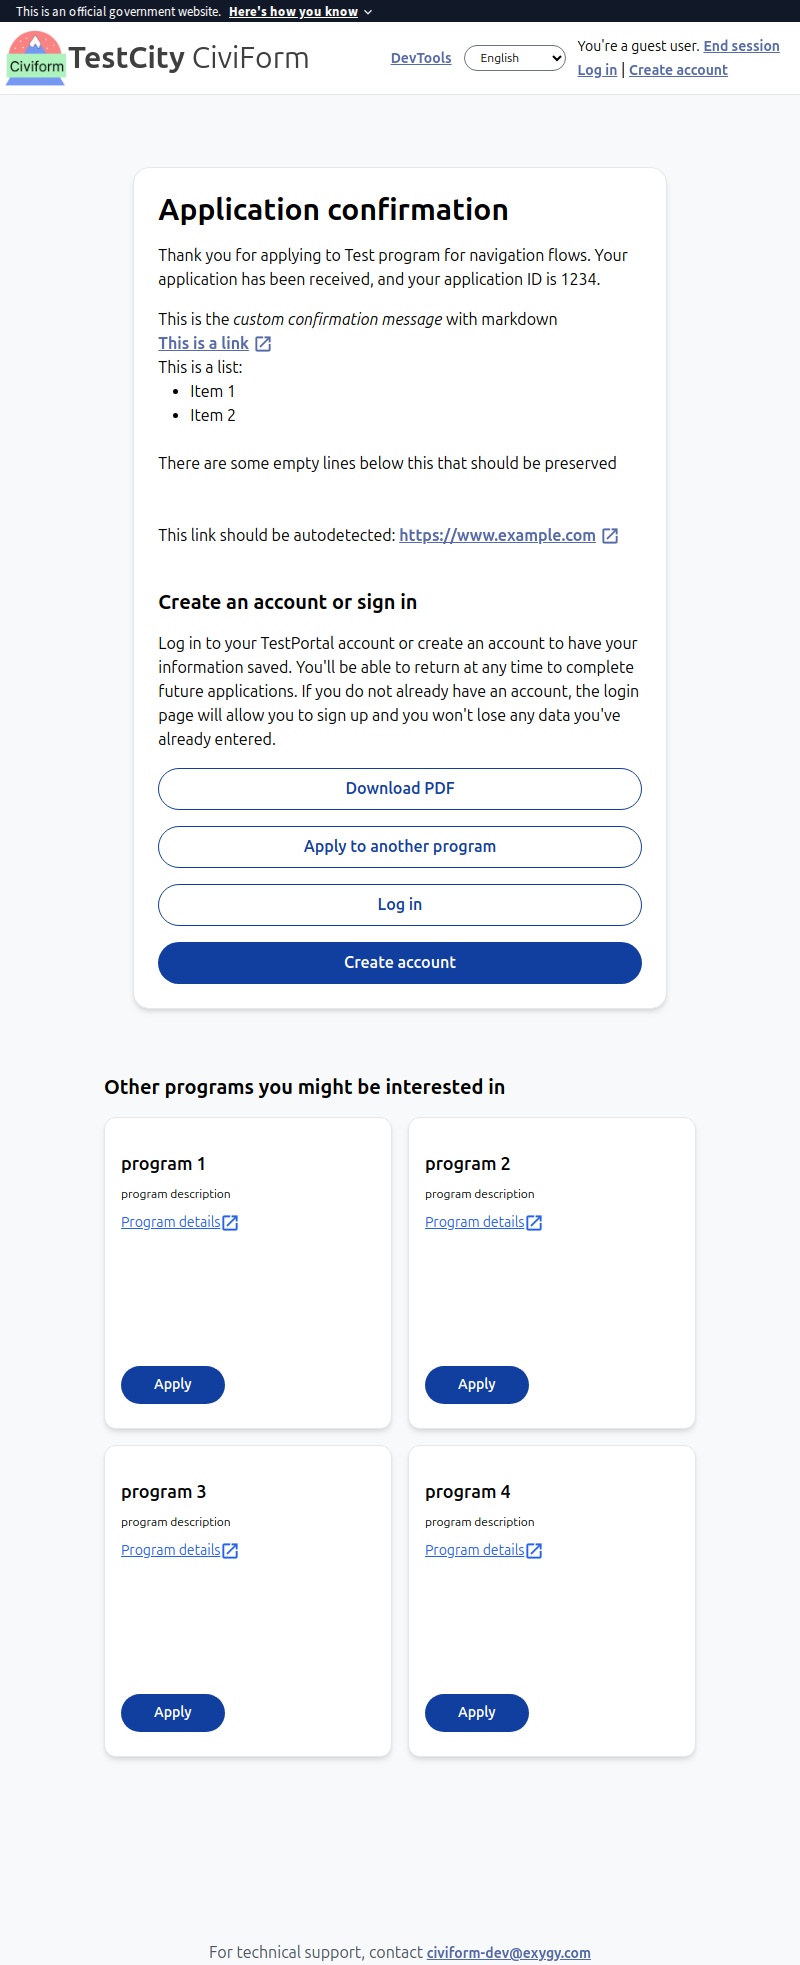 This is an official government website. Here's how you know
Civiform
TestCity CiviForm
DevTools
English
You're a guest user. End session
Log in | Create account
Application confirmation
Thank you for applying to Test program for navigation flows. Your
application has been received, and your application ID is 1234.
This is the custom confirmation message with markdown
This is a link
This is a list:
• Item 1
• Item 2
There are some empty lines below this that should be preserved
This link should be autodetected: https://www.example.com
Create an account or sign in
Log in to your TestPortal account or create an account to have your
information saved. You'll be able to return at any time to complete
future applications. If you do not already have an account, the login
page will allow you to sign up and you won't lose any data you've
already entered.
Download PDF
Apply to another program
Log in
Create account
Other programs you might be interested in
program 1
program description
Program details
Apply
program 2
program description
Program details
Apply
program 3
program description
Program details
Apply
program 4
program description
Program details
Apply
For technical support, contact civiform-dev@exygy.com